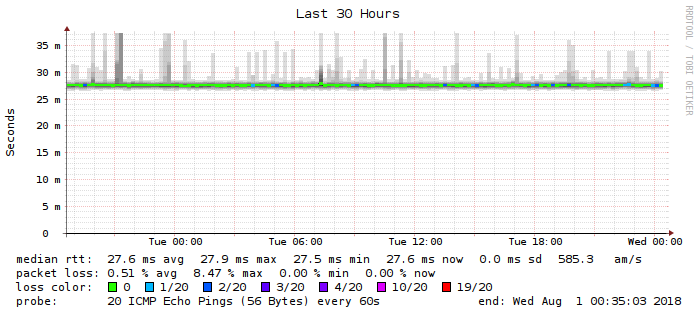 Last 30 Hours
RRDTOOL / TOBI OETIKER
Seconds
35 m
30 m
25 m
20 m
15 m
10 m
5 m
0
Tue 00:00 Tue 06:00 Tue 12:00 Tue 18:00 Wed 00:00
median rtt: 27.6 ms avg 27.9 ms max 27.5 ms min 27.6 ms now 0.0 ms sd 585.3 am/s
packet loss: 0.51 % avg 8.47 % max 0.00 % min 0.00 % now
loss color: 0 1/20 2/20 3/20 4/20 10/20 19/20
probe: 20 ICMP Echo Pings (56 Bytes) every 60s end: Wed Aug 1 00:35:03 2018